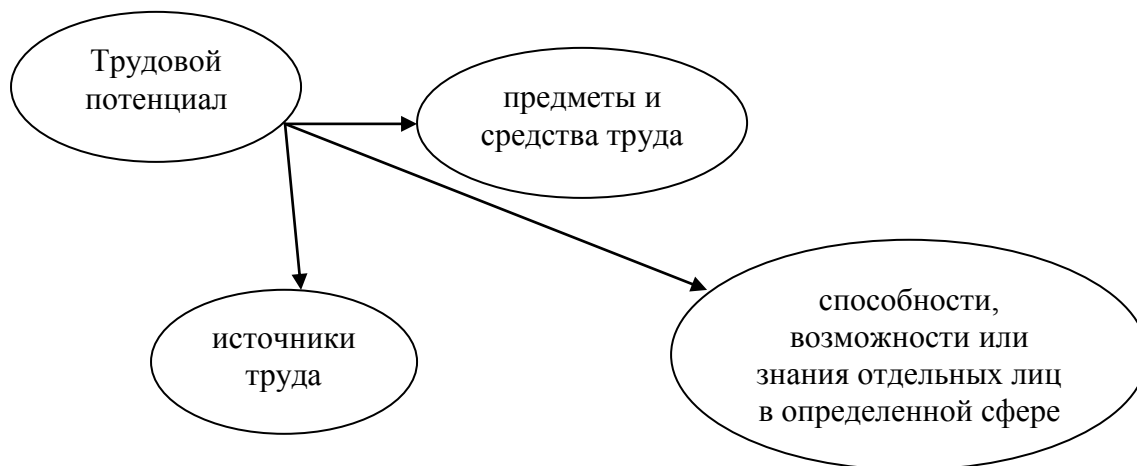 Трудовой
потенциал
предметы и
средства труда
источники
труда
способности,
возможности или
знания отдельных лиц
в определенной сфере